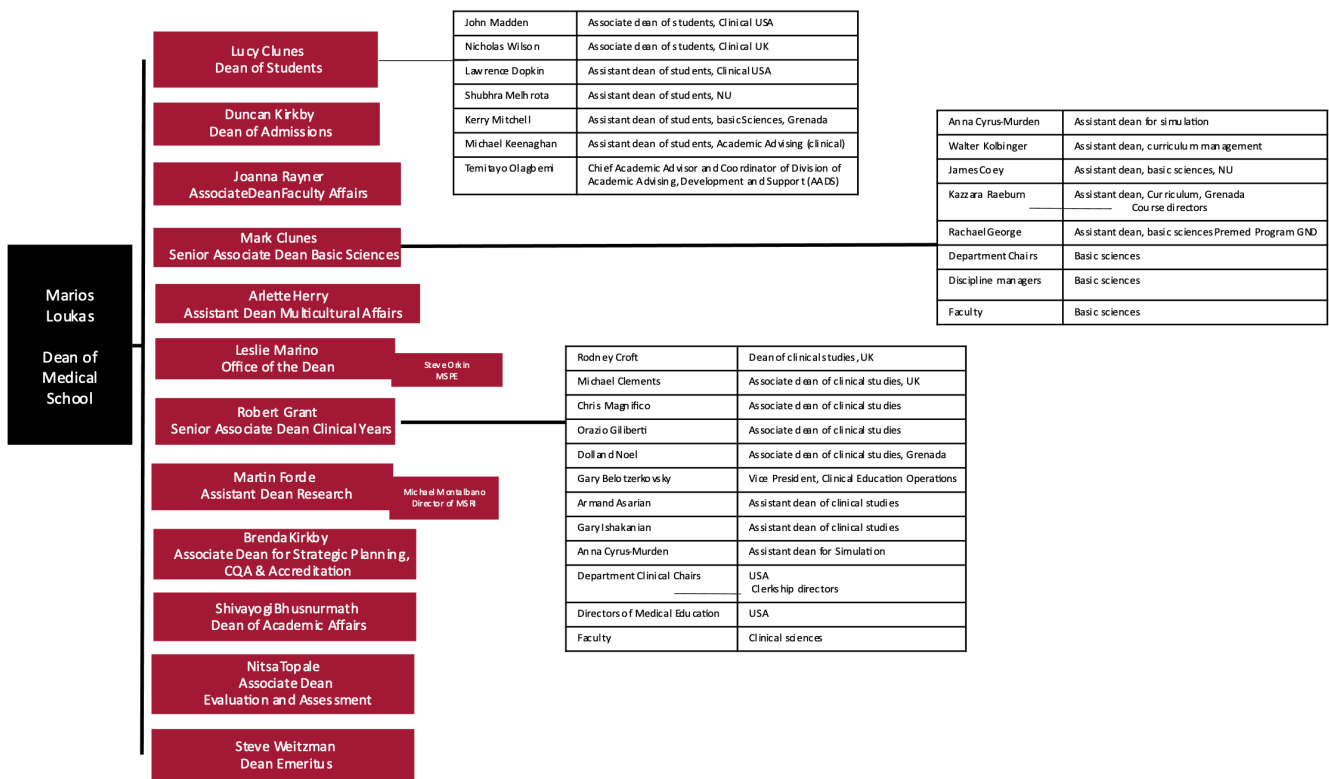 Marios
Loukas
Dean of
Medical
School
Lucy Clunes
Dean of Students
Duncan Kirkby
Dean of Admissions
Joanna Rayner
AssociateDeanFaculty Affairs
Mark Clunes
Senior Associate Dean Basic Sciences
Arlette Herry
Assistant Dean Multicultural Affairs
Leslie Marino
Office of the Dean
Steve Orkin
MSPE
Robert Grant
Senior Associate Dean Clinical Years
Martin Forde
Assistant Dean Research
Michael Montalbano
Director of MSRI
BrendaKirkby
Associate Dean for Strategic Planning,
CQA & Accreditation
ShivayogiBhusnurmath
Dean of Academic Affairs
NitsaTopale
Associate Dean
Evaluation and Assessment
Steve Weitzman
Dean Emeritus
John Madden Associate dean of students, Clinical USA
Nicholas Wilson Associate dean of students, Clinical UK
Lawrence Dopkin Assistant dean of students, Clinical USA
Shubhra Melhrota Assistant dean of students, NU
Kerry Mitchell Assistant dean of students, basic Sciences, Grenada
Michael Keenaghan Assistant dean of students, Academic Advising (clinical)
Temitayo Olagbemi Chief Academic Advisor and Coordinator of Division of
Academic Advising, Development and Support (AADS)
Anna Cyrus-Murden Assistant dean for simulation
Walter Kolbinger Assistant dean, curriculum management
James Coey Assistant dean, basic sciences, NU
Kazzara Raeburn Assistant dean, Curriculum, Grenada
Course directors
Rachael George Assistant dean, basic sciences Premed Program GND
Department Chairs Basic sciences
Discipline managers Basic sciences
Faculty Basic sciences
Rodney Croft Dean of clinical studies, UK
Michael Clements Associate dean of clinical studies, UK
Chris Magnifico Associate dean of clinical studies
Orazio Giliberti Associate dean of clinical studies
Dolland Noel Associate dean of clinical studies, Grenada
Gary Belotzerkovsky Vice President, Clinical Education Operations
Armand Asarian Assistant dean of clinical studies
Gary Ishakanian Assistant dean of clinical studies
Anna Cyrus-Murden Assistant dean for Simulation
Department Clinical Chairs USA
Clerkship directors
Directors of Medical Education USA
Faculty Clinical sciences